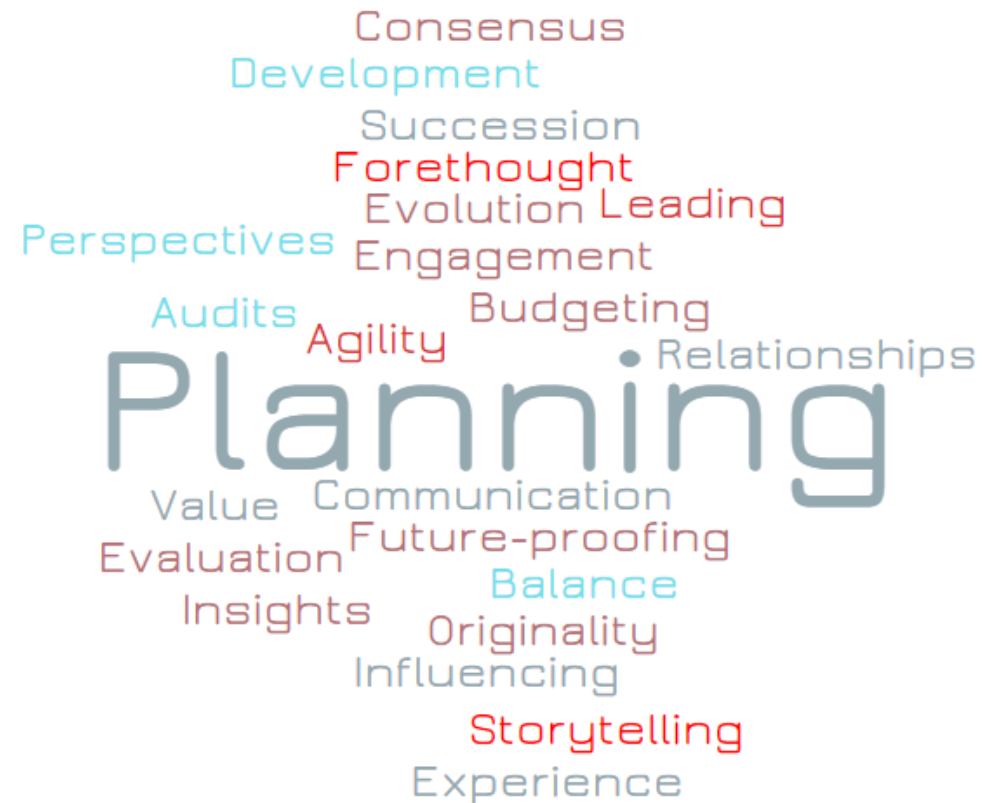 Consensus
Development
Succession
Forethought
Evolution Leading
Perspectives
Engagement
Budgeting
Audits
Agility
Relationships
Planning
Value Communication
Future-proofing
Evaluation
Balance
Insights
Originality
Influencing
Storytelling
Experience